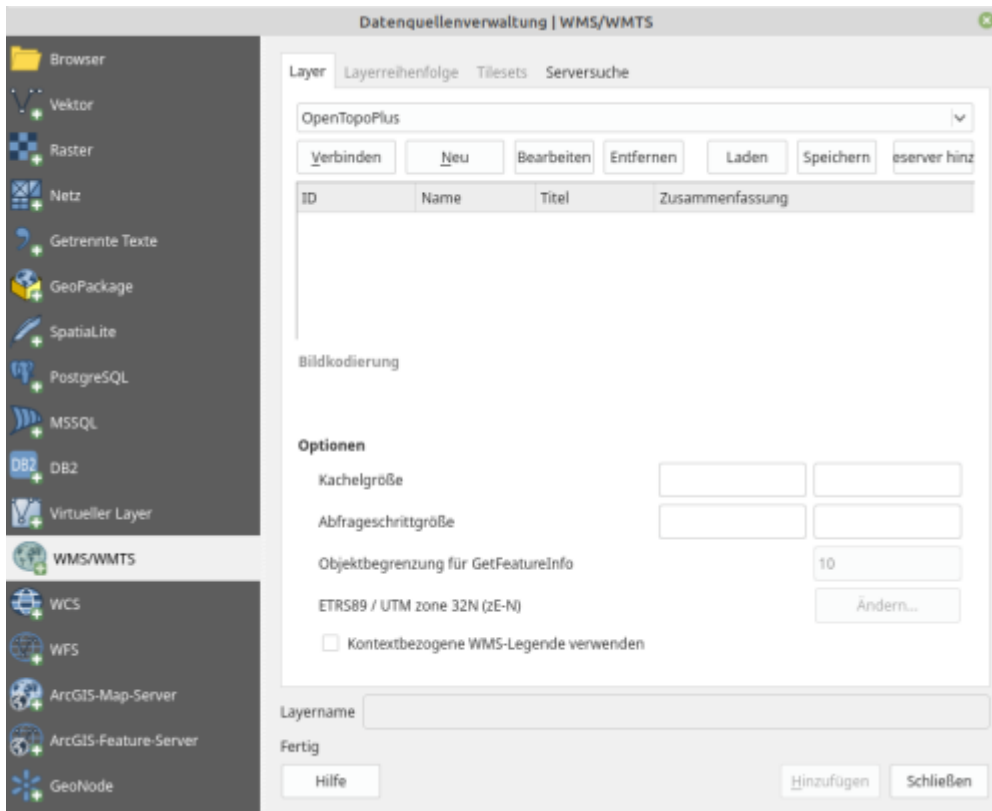 Datenquellenverwaltung | WMS/WMTS
Browser
Vektor
Raster
Netz
Getrennte Texte
GeoPackage
SpatiaLite
PostgreSQL
MSSQL
DB2
DB2
Virtueller Layer
WMS/WMTS
WCS
WFS
ArcGIS-Map-Server
ArcGIS-Feature-Server
GeoNode
Layer Layerreihenfolge Tilesets Serversuche
OpenTopoPlus
Verbinden Neu Bearbeiten Entfernen Laden Speichern eserver hinz
ID Name Titel Zusammenfassung
Bildkodierung
Optionen
Kachelgröße
Abfrageschrittgröße
Objektbegrenzung für GetFeatureInfo 10
ETRS89 / UTM zone 32N (zE-N) Ändern...
Kontextbezogene WMS-Legende verwenden
Layername
Fertig
Hilfe Hinzufügen Schließen